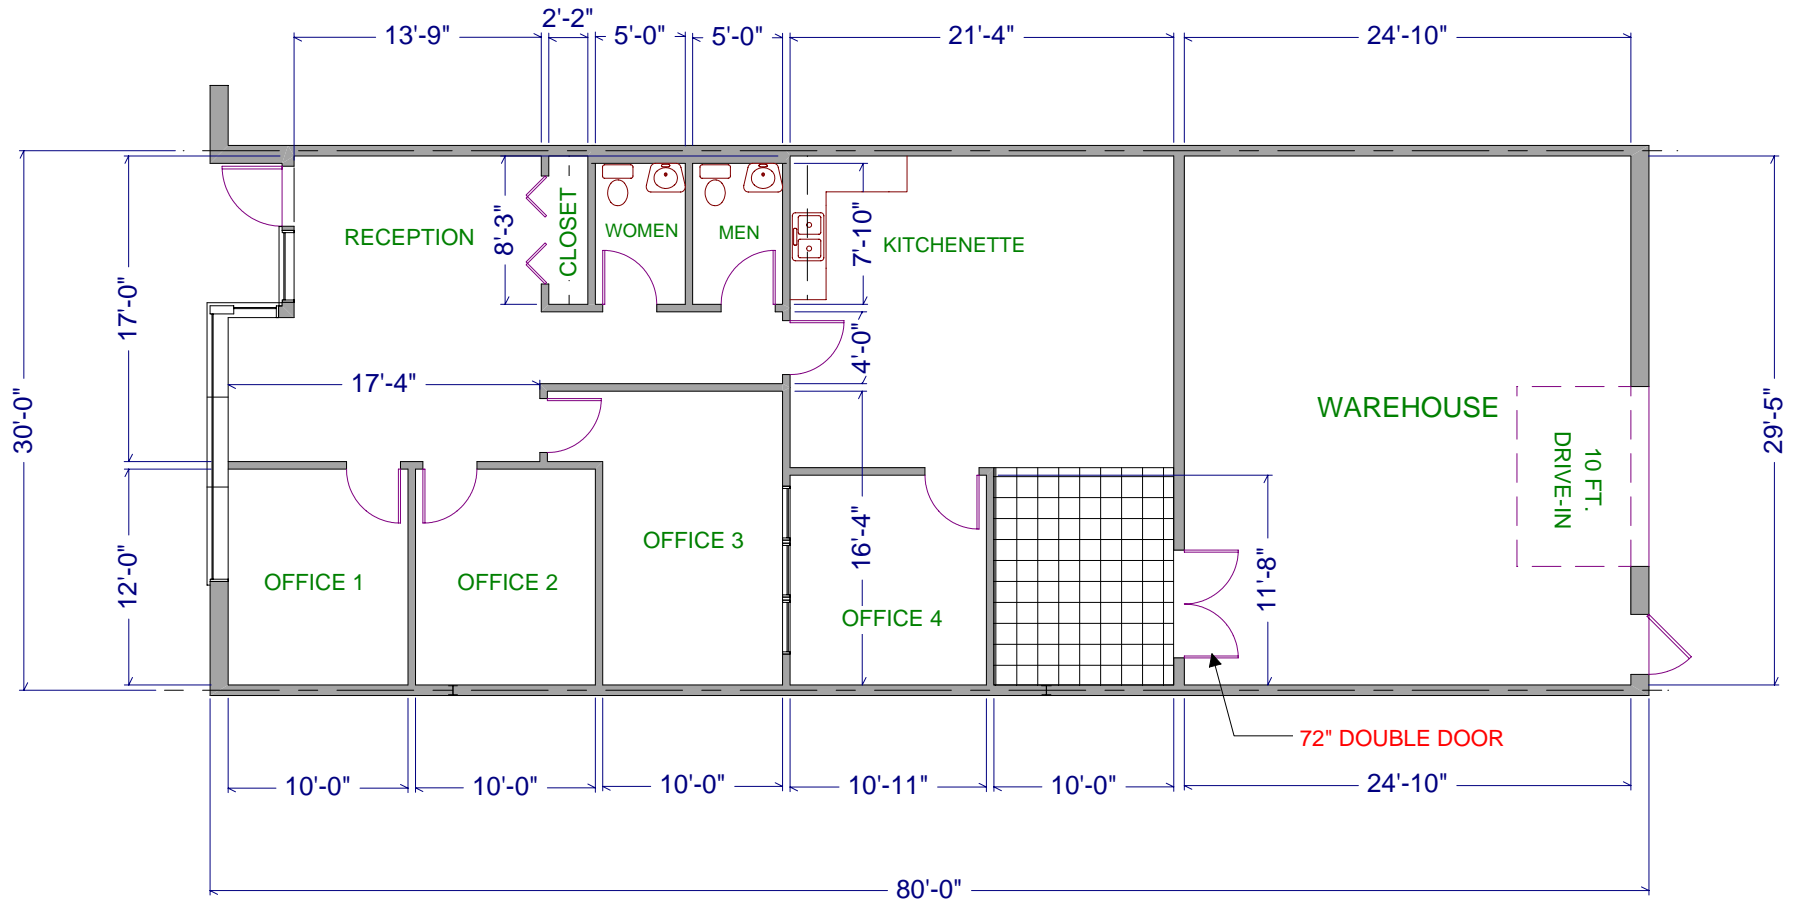 2'-2"
13'-9"
5'-0"
5'-0"
21'-4"
24'-10"
RECEPTION
8'-3"
CLOSET
WOMEN
MEN
7'-10"
KITCHENETTE
17'-0"
4'-0"
17'-4"
30'-0"
WAREHOUSE
29'-5"
10 FT.
DRIVE-IN
OFFICE 3
16'-4"
12'-0"
OFFICE 1
OFFICE 2
11'-8"
OFFICE 4
72" DOUBLE DOOR
10'-0"
10'-0"
10'-0"
10'-11"
10'-0"
24'-10"
80'-0"